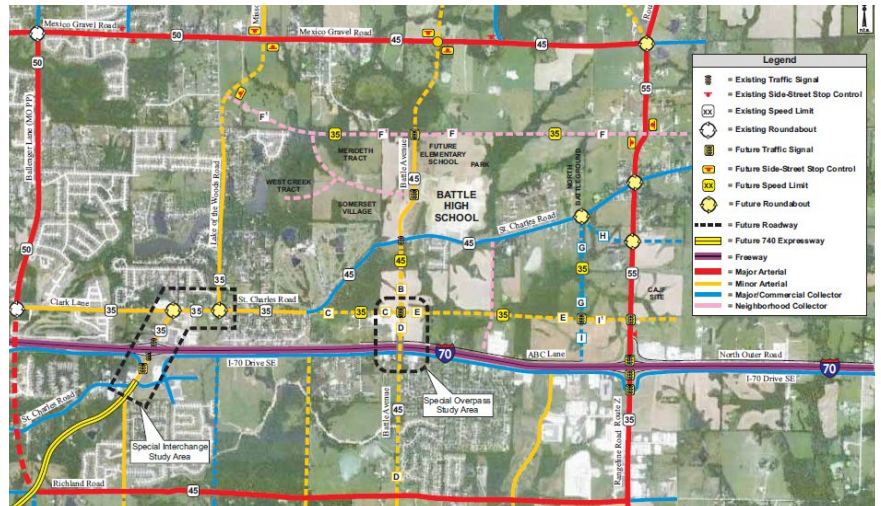 Mexico Gravel Road
50
Mexico Gravel Road
45
45
50
Ballenger Lane (MO PP)
50
Lake of the Woods Road
35
F'
35
F
F
35
F
MERIDETH
TRACT
FUTURE
ELEMENTARY
SCHOOL
PARK
WEST CREEK
TRACT
SOMERSET
VILLAGE
Battle Avenue
45
BATTLE
HIGH
SCHOOL
NORTH
BATTLEGROUND
St. Charles Road
45
45
55
G
H
35
G
55
CAJF
SITE
35
B
Clark Lane
35
35
35
St. Charles Road
35
C
35
C
E
D
35
E
I'
I
I-70 Drive SE
70
ABC Lane
North Outer Road
70
I-70 Drive SE
St. Charles Road
Special Interchange
Study Area
Special Overpass
Study Area
Battle Avenue
45
D
Rangeline Road
Route Z
35
Richland Road
45
Legend
= Existing Traffic Signal
= Existing Side-Street Stop Control
XX
= Existing Speed Limit
= Existing Roundabout
= Future Traffic Signal
= Future Side-Street Stop Control
XX
= Future Speed Limit
= Future Roundabout
= Future Roadway
= Future 740 Expressway
= Freeway
= Major Arterial
= Minor Arterial
= Major/Commercial Collector
= Neighborhood Collector